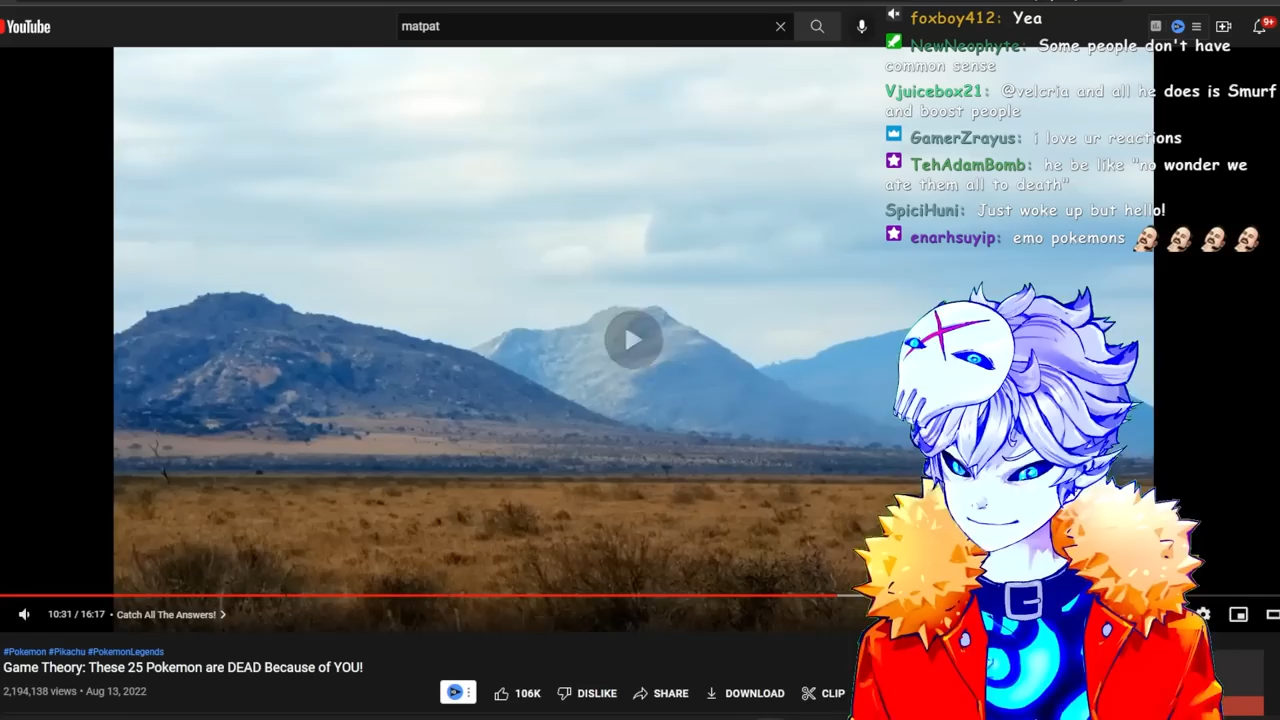 YouTube
matpat
9+
foxboy412: Yea
NewNeophyte: Some people don't have
common sense
Vjuicebox21: @velcria and all he does is Smurf
and boost people
GamerZrayus: i love ur reactions
TehAdamBomb: he be like "no wonder we
ate them all to death"
SpiciHuni: Just woke up but hello!
enarhsuyip: emo pokemons
10:31 / 16:17 • Catch All The Answers!
#Pokemon #Pikachu #PokemonLegends
Game Theory: These 25 Pokemon are DEAD Because of YOU!
2,194,138 views • Aug 13, 2022
106K DISLIKE SHARE DOWNLOAD CLIP